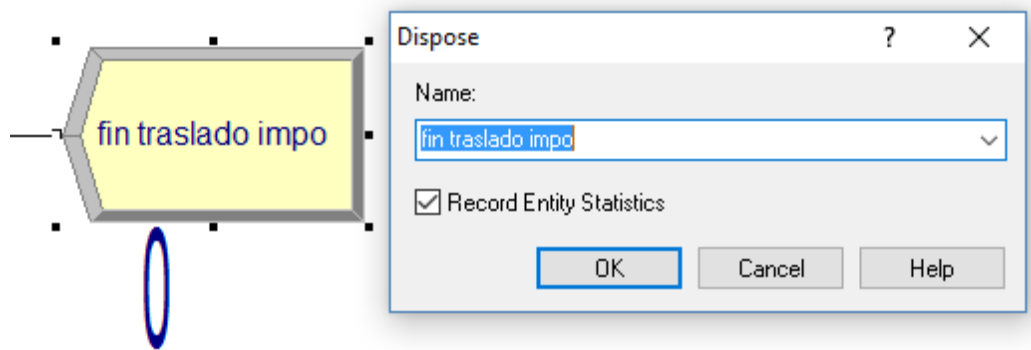 fin traslado impo
0
Dispose ?
Name:
fin traslado impo
Record Entity Statistics
OK Cancel Help